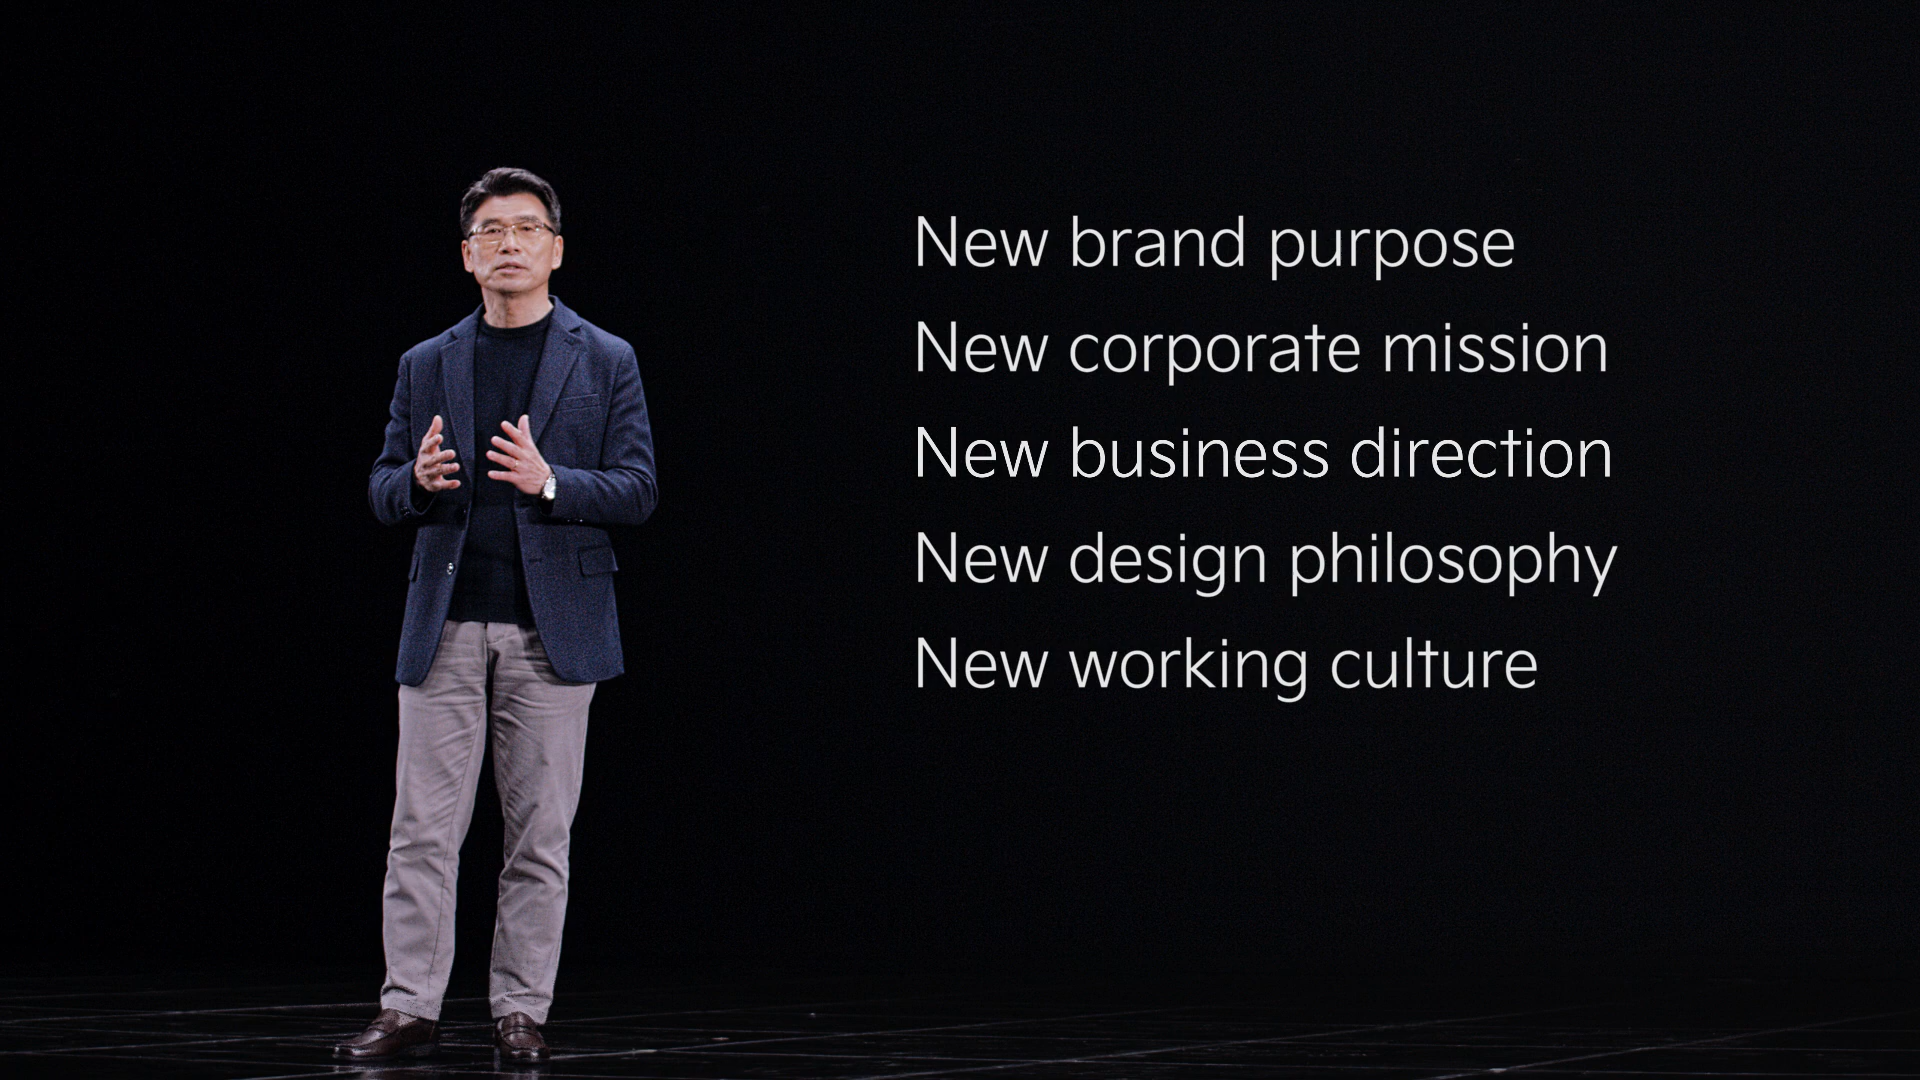 New brand purpose
New corporate mission
New business direction
New design philosophy
New working culture